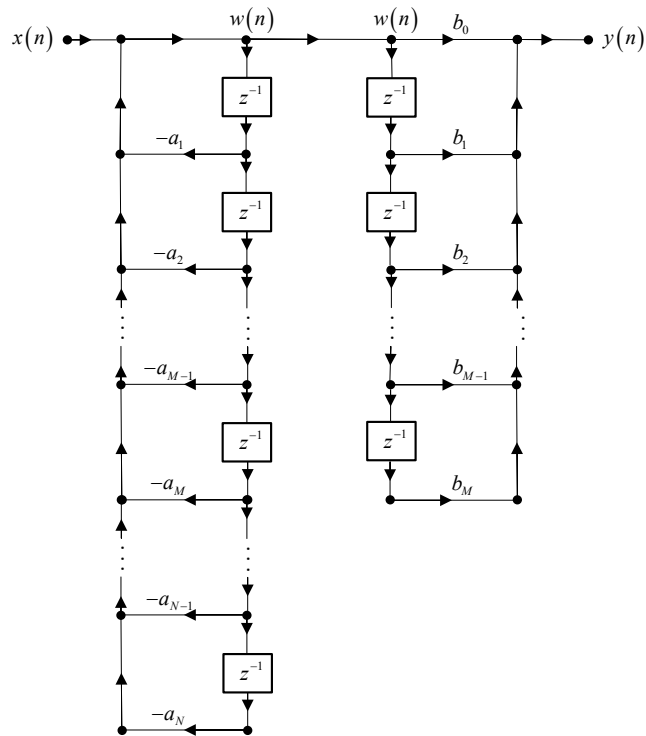 x(n) w(n) w(n) b_0 y(n)
z^{-1} z^{-1}
-a_1 b_1
z^{-1} z^{-1}
-a_2 b_2
⋮ ⋮ ⋮ ⋮
-a_{M-1} b_{M-1}
z^{-1} z^{-1}
-a_M b_M
⋮ ⋮
-a_{N-1}
z^{-1}
-a_N